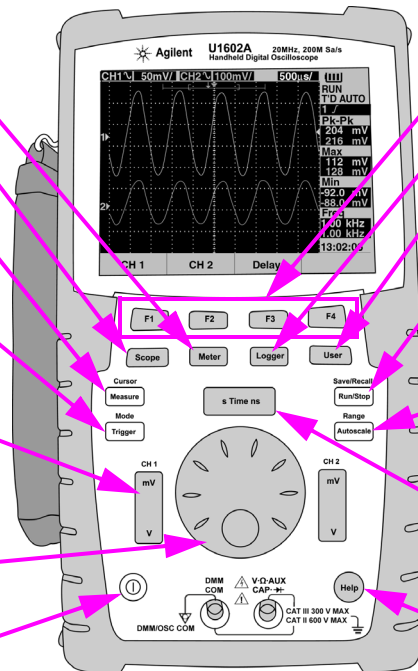 Agilent U1602A 20MHz, 200M Sa/s
Handheld Digital Oscilloscope
CH1 50mV/ CH2 100mV/ 500µs/
RUN
T'D AUTO
1
Pk-Pk
204 mV
216 mV
Max
112 mV
128 mV
Min
-92.0 mV
-88.0 mV
Freq
1.00 kHz
1.00 kHz
13:02:06
1
2
CH 1 CH 2 Delay
F1 F2 F3 F4
Scope Meter Logger User
Cursor Save/Recall
Measure Run/Stop
Mode Range
Trigger Autoscale
s Time ns
CH 1 CH 2
mV mV
V V
DMM COM V·Ω·AUX CAP
Help
CAT III 300 V MAX
CAT II 600 V MAX
DMM/OSC COM